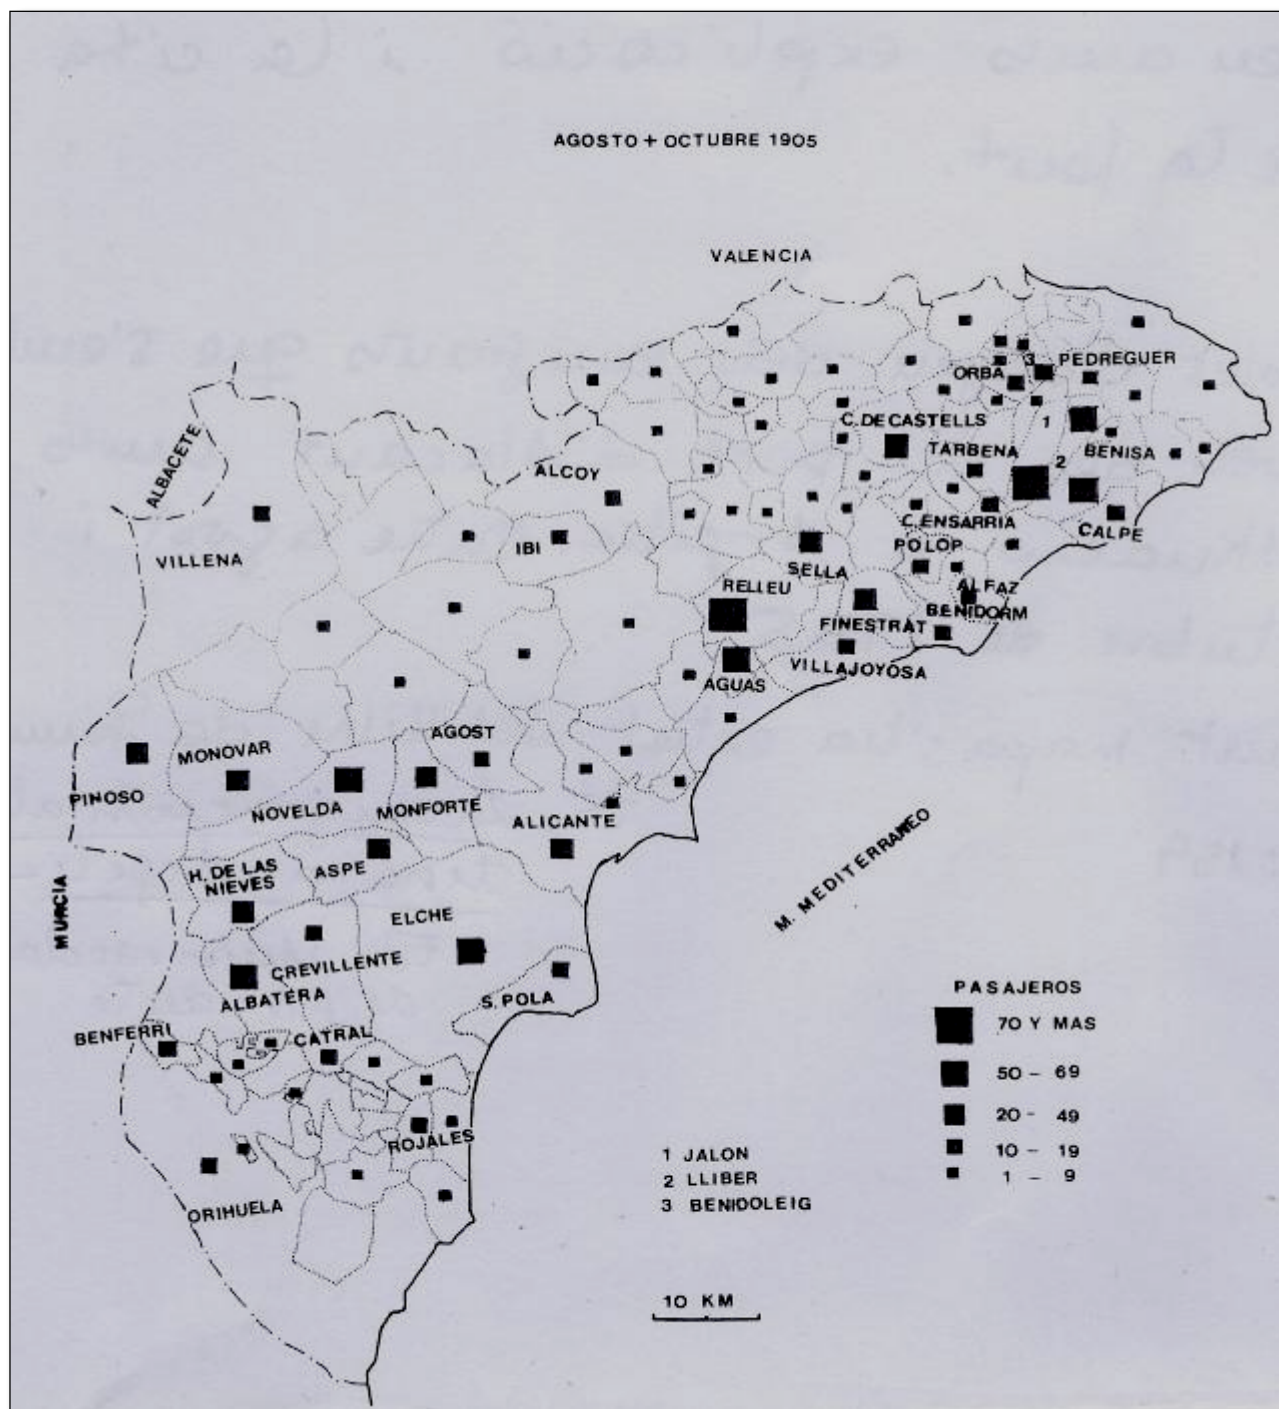 AGOSTO + OCTUBRE 1905
VALENCIA
ALBACETE
ORBA
3
PEDREGUER
1
C. DE CASTELLS
TARBENA
2
BENISA
ALCOY
VILLENA
IBI
C. ENSARRIA
CALPE
POLOP
SELLA
RELLEU
ALFAZ
BENIDORM
FINESTRAT
VILLAJOYOSA
AGUAS
AGOST
MONOVAR
PINOSO
NOVELDA
MONFORTE
ALICANTE
M. MEDITERRANEO
H. DE LAS
NIEVES
ASPE
MURCIA
ELCHE
CREVILLENTE
ALBATERA
S. POLA
BENFERRI
CATRAL
ROJALES
ORIHUELA
PASAJEROS
70 Y MAS
50 - 69
20 - 49
10 - 19
1 - 9
1 JALON
2 LLIBER
3 BENIDOLEIG
10 KM